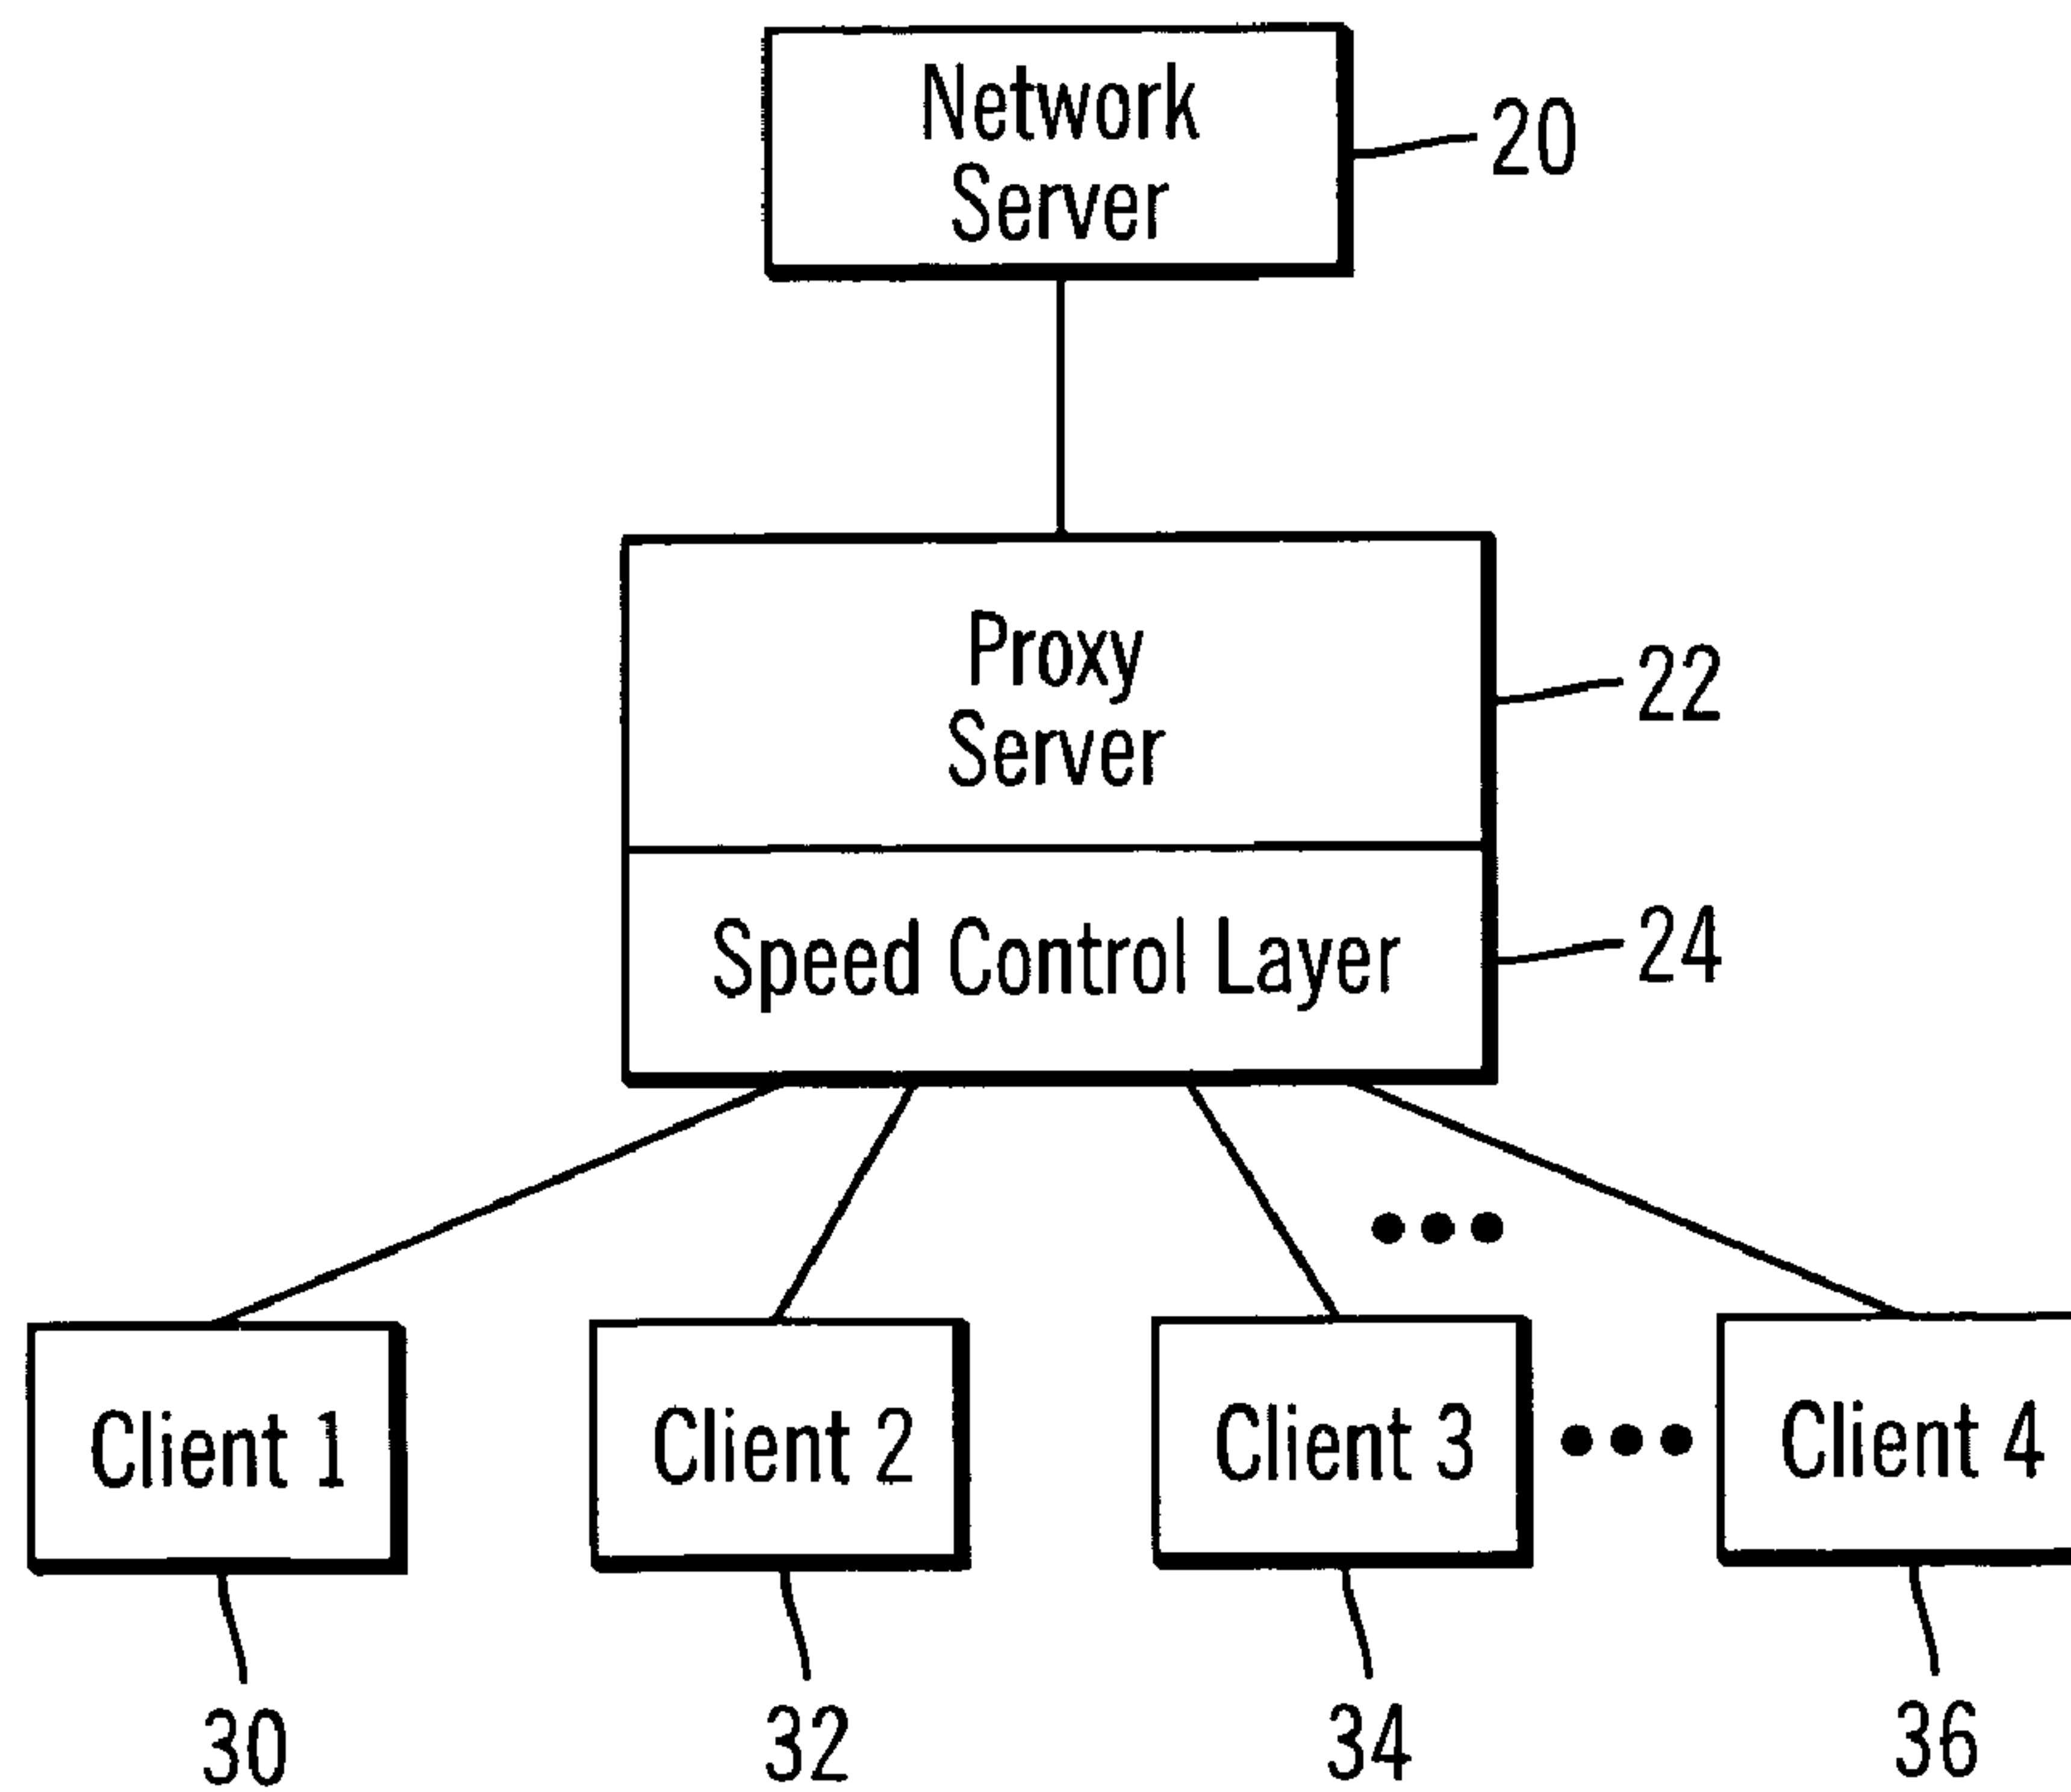 Network
Server
20
Proxy
Server
22
Speed Control Layer
24
Client 1
Client 2
Client 3
Client 4
30
32
34
36